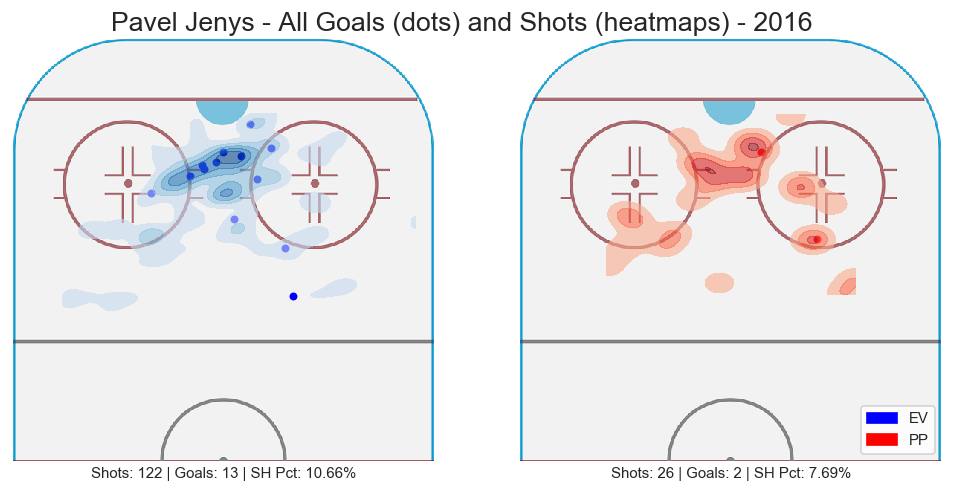 Pavel Jenys - All Goals (dots) and Shots (heatmaps) - 2016
EV
PP
Shots: 122 | Goals: 13 | SH Pct: 10.66%
Shots: 26 | Goals: 2 | SH Pct: 7.69%